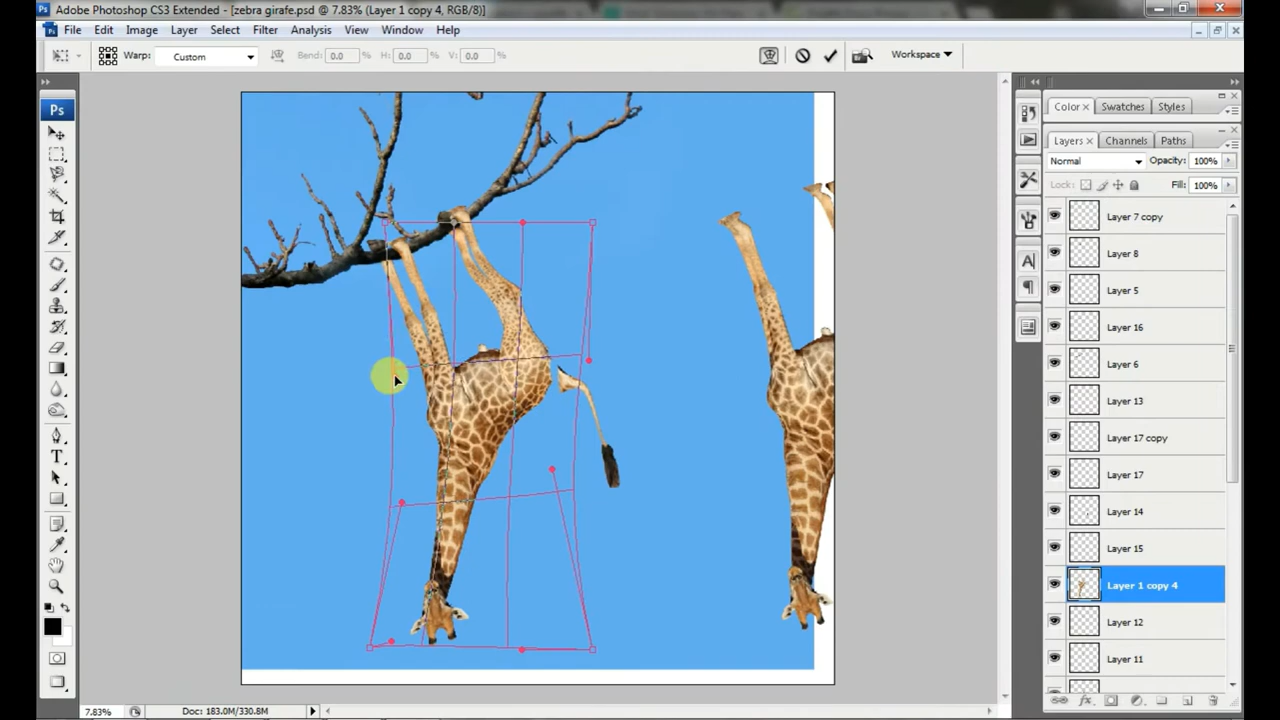 Adobe Photoshop CS3 Extended - [zebra girafe.psd @ 7.83% (Layer 1 copy 4, RGB/8)]
File Edit Image Layer Select Filter Analysis View Window Help
Warp: Custom Bend: 0.0 % H: 0.0 % V: 0.0 % Workspace
Ps
Color Swatches Styles
Layers Channels Paths
Normal Opacity: 100%
Lock: Fill: 100%
Layer 7 copy
Layer 8
Layer 5
Layer 16
Layer 6
Layer 13
Layer 17 copy
Layer 17
Layer 14
Layer 15
Layer 1 copy 4
Layer 12
Layer 11
7.83% Doc: 183.0M/330.8M